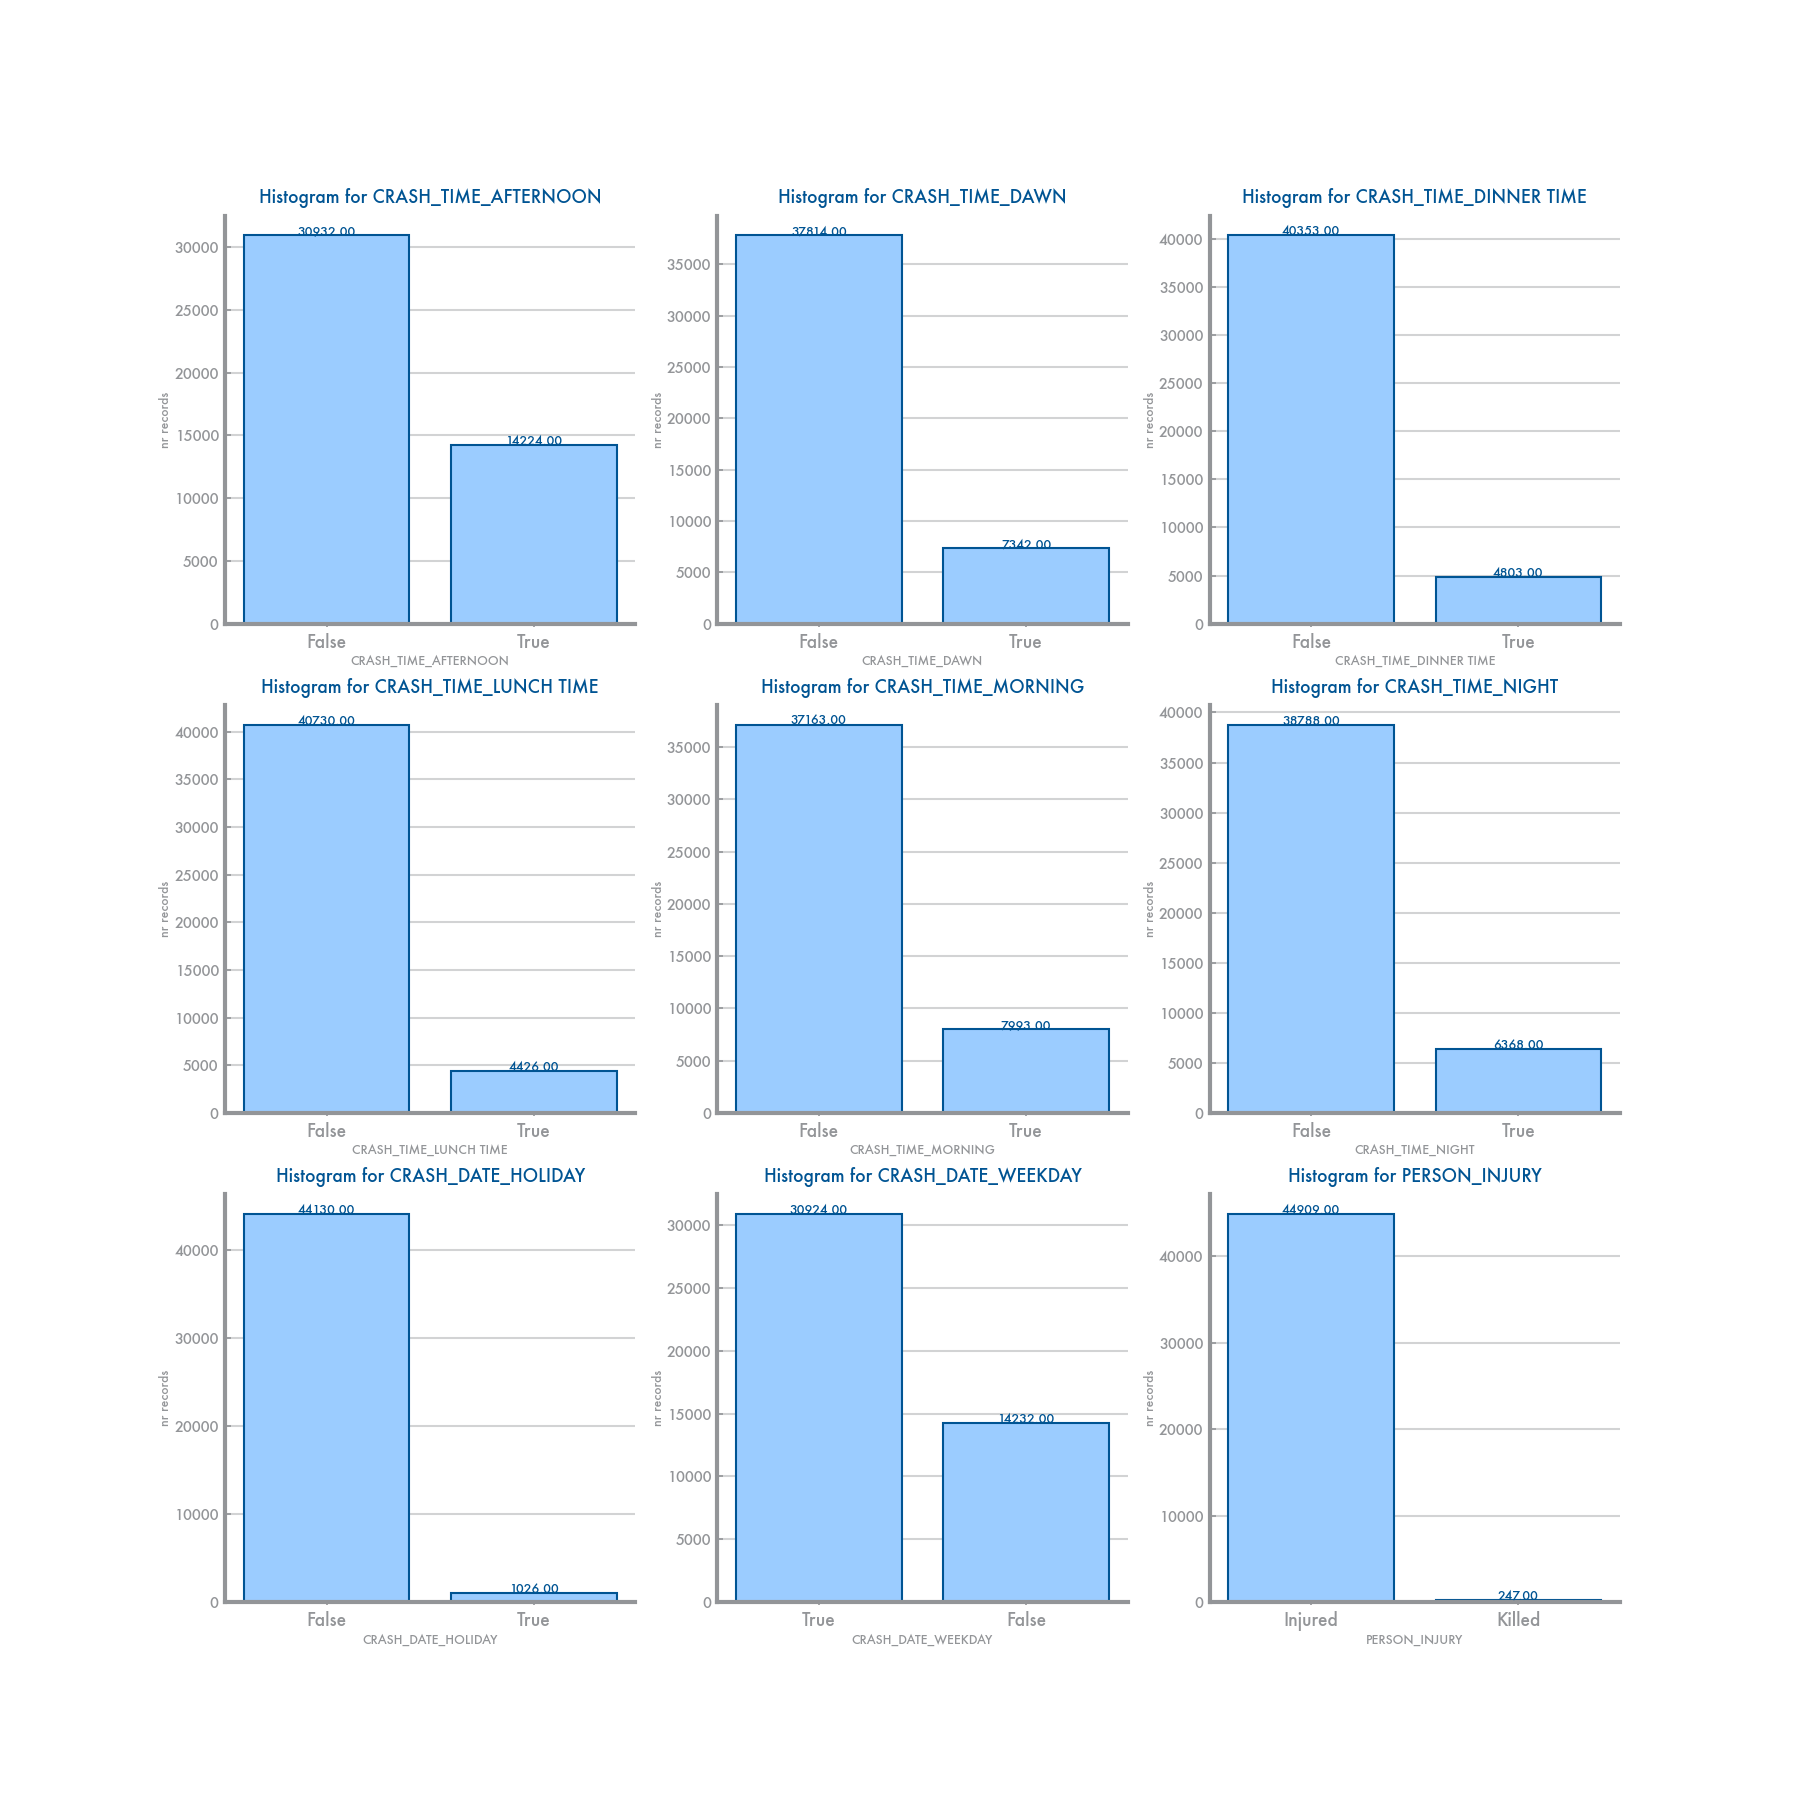 Histogram for CRASH_TIME_AFTERNOON
30932.00
14224.00
30000
25000
20000
15000
10000
5000
0
nr records
False True
CRASH_TIME_AFTERNOON
Histogram for CRASH_TIME_DAWN
37814.00
7342.00
35000
30000
25000
20000
15000
10000
5000
0
nr records
False True
CRASH_TIME_DAWN
Histogram for CRASH_TIME_DINNER TIME
40353.00
4803.00
40000
35000
30000
25000
20000
15000
10000
5000
0
nr records
False True
CRASH_TIME_DINNER TIME
Histogram for CRASH_TIME_LUNCH TIME
40730.00
4426.00
40000
35000
30000
25000
20000
15000
10000
5000
0
nr records
False True
CRASH_TIME_LUNCH TIME
Histogram for CRASH_TIME_MORNING
37163.00
7993.00
35000
30000
25000
20000
15000
10000
5000
0
nr records
False True
CRASH_TIME_MORNING
Histogram for CRASH_TIME_NIGHT
38788.00
6368.00
40000
35000
30000
25000
20000
15000
10000
5000
0
nr records
False True
CRASH_TIME_NIGHT
Histogram for CRASH_DATE_HOLIDAY
44130.00
1026.00
40000
30000
20000
10000
0
nr records
False True
CRASH_DATE_HOLIDAY
Histogram for CRASH_DATE_WEEKDAY
30924.00
14232.00
30000
25000
20000
15000
10000
5000
0
nr records
True False
CRASH_DATE_WEEKDAY
Histogram for PERSON_INJURY
44909.00
247.00
40000
30000
20000
10000
0
nr records
Injured Killed
PERSON_INJURY